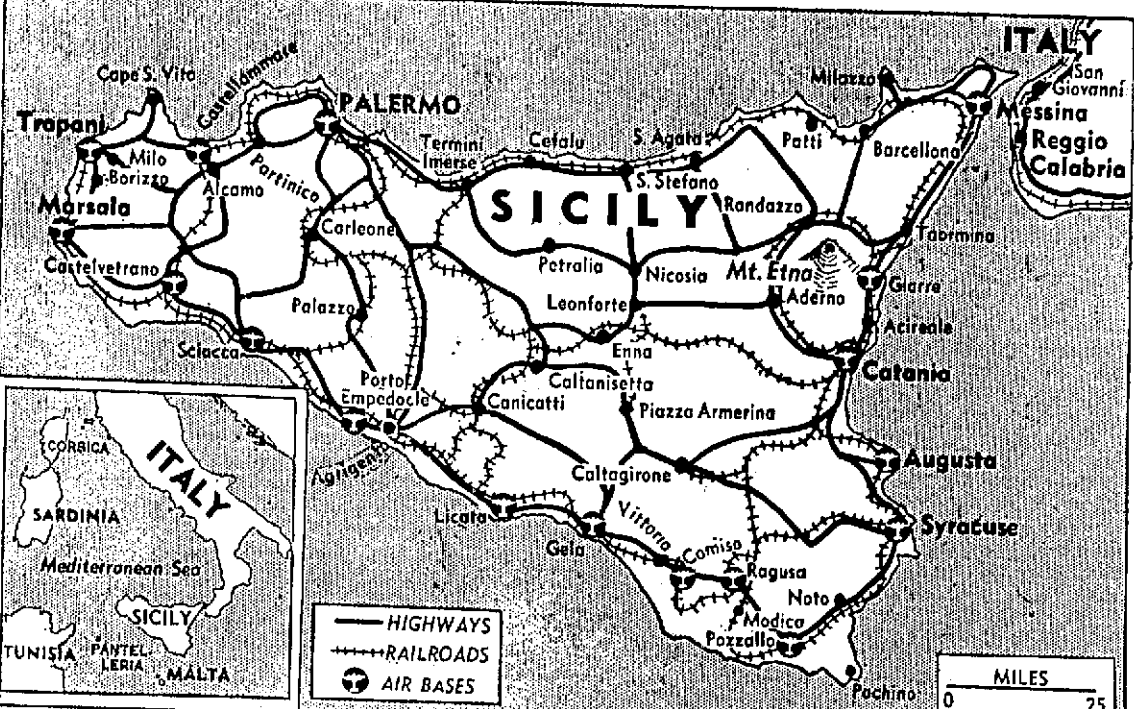 ITALY
San
Giovanni
Messina
Reggio
Calabria
Cape S. Vito
Castellammare
Milazzo
PALERMO
Trapani
Termini
Imerse
Cefalu
S. Agata
Patti
Barcellona
Milo
Borizzo
Partinico
Alcamo
S. Stefano
Marsala
SICILY
Randazzo
Carleone
Taormina
Castelvetrano
Petralia
Nicosia
Mt. Etna
Giarre
Palazzo
Leonforte
Aderno
Acireale
Sciacca
Enna
Catania
Porto
Empedocle
Caltanisetta
Canicatti
Piazza Armerina
Agrigento
Caltagirone
Augusta
Licata
Gela
Vittoria
Comiso
Syracuse
Ragusa
Noto
Modica
Pozzallo
Pachino
CORSICA
ITALY
SARDINIA
Mediterranean Sea
SICILY
TUNISIA
PANTEL
LERIA
MALTA
HIGHWAYS
RAILROADS
AIR BASES
MILES
0 25